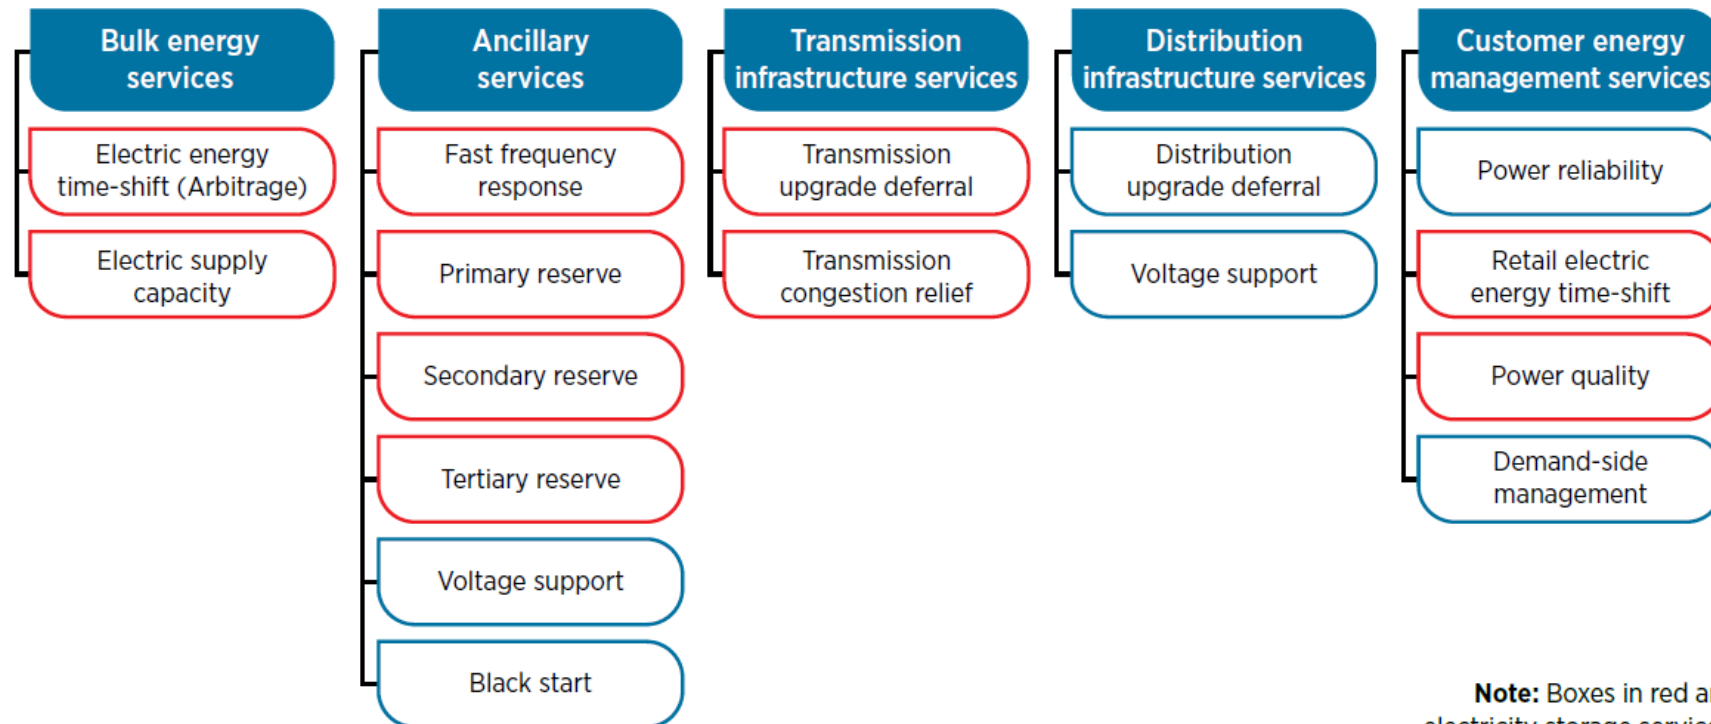 Bulk energy
services
Electric energy
time-shift (Arbitrage)
Electric supply
capacity
Ancillary
services
Fast frequency
response
Primary reserve
Secondary reserve
Tertiary reserve
Voltage support
Black start
Transmission
infrastructure services
Transmission
upgrade deferral
Transmission
congestion relief
Distribution
infrastructure services
Distribution
upgrade deferral
Voltage support
Customer energy
management services
Power reliability
Retail electric
energy time-shift
Power quality
Demand-side
management
Note: Boxes in red
electricity storage